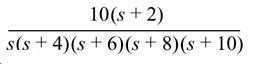 10(s + 2)
s(s + 4)(s + 6)(s + 8)(s + 10)